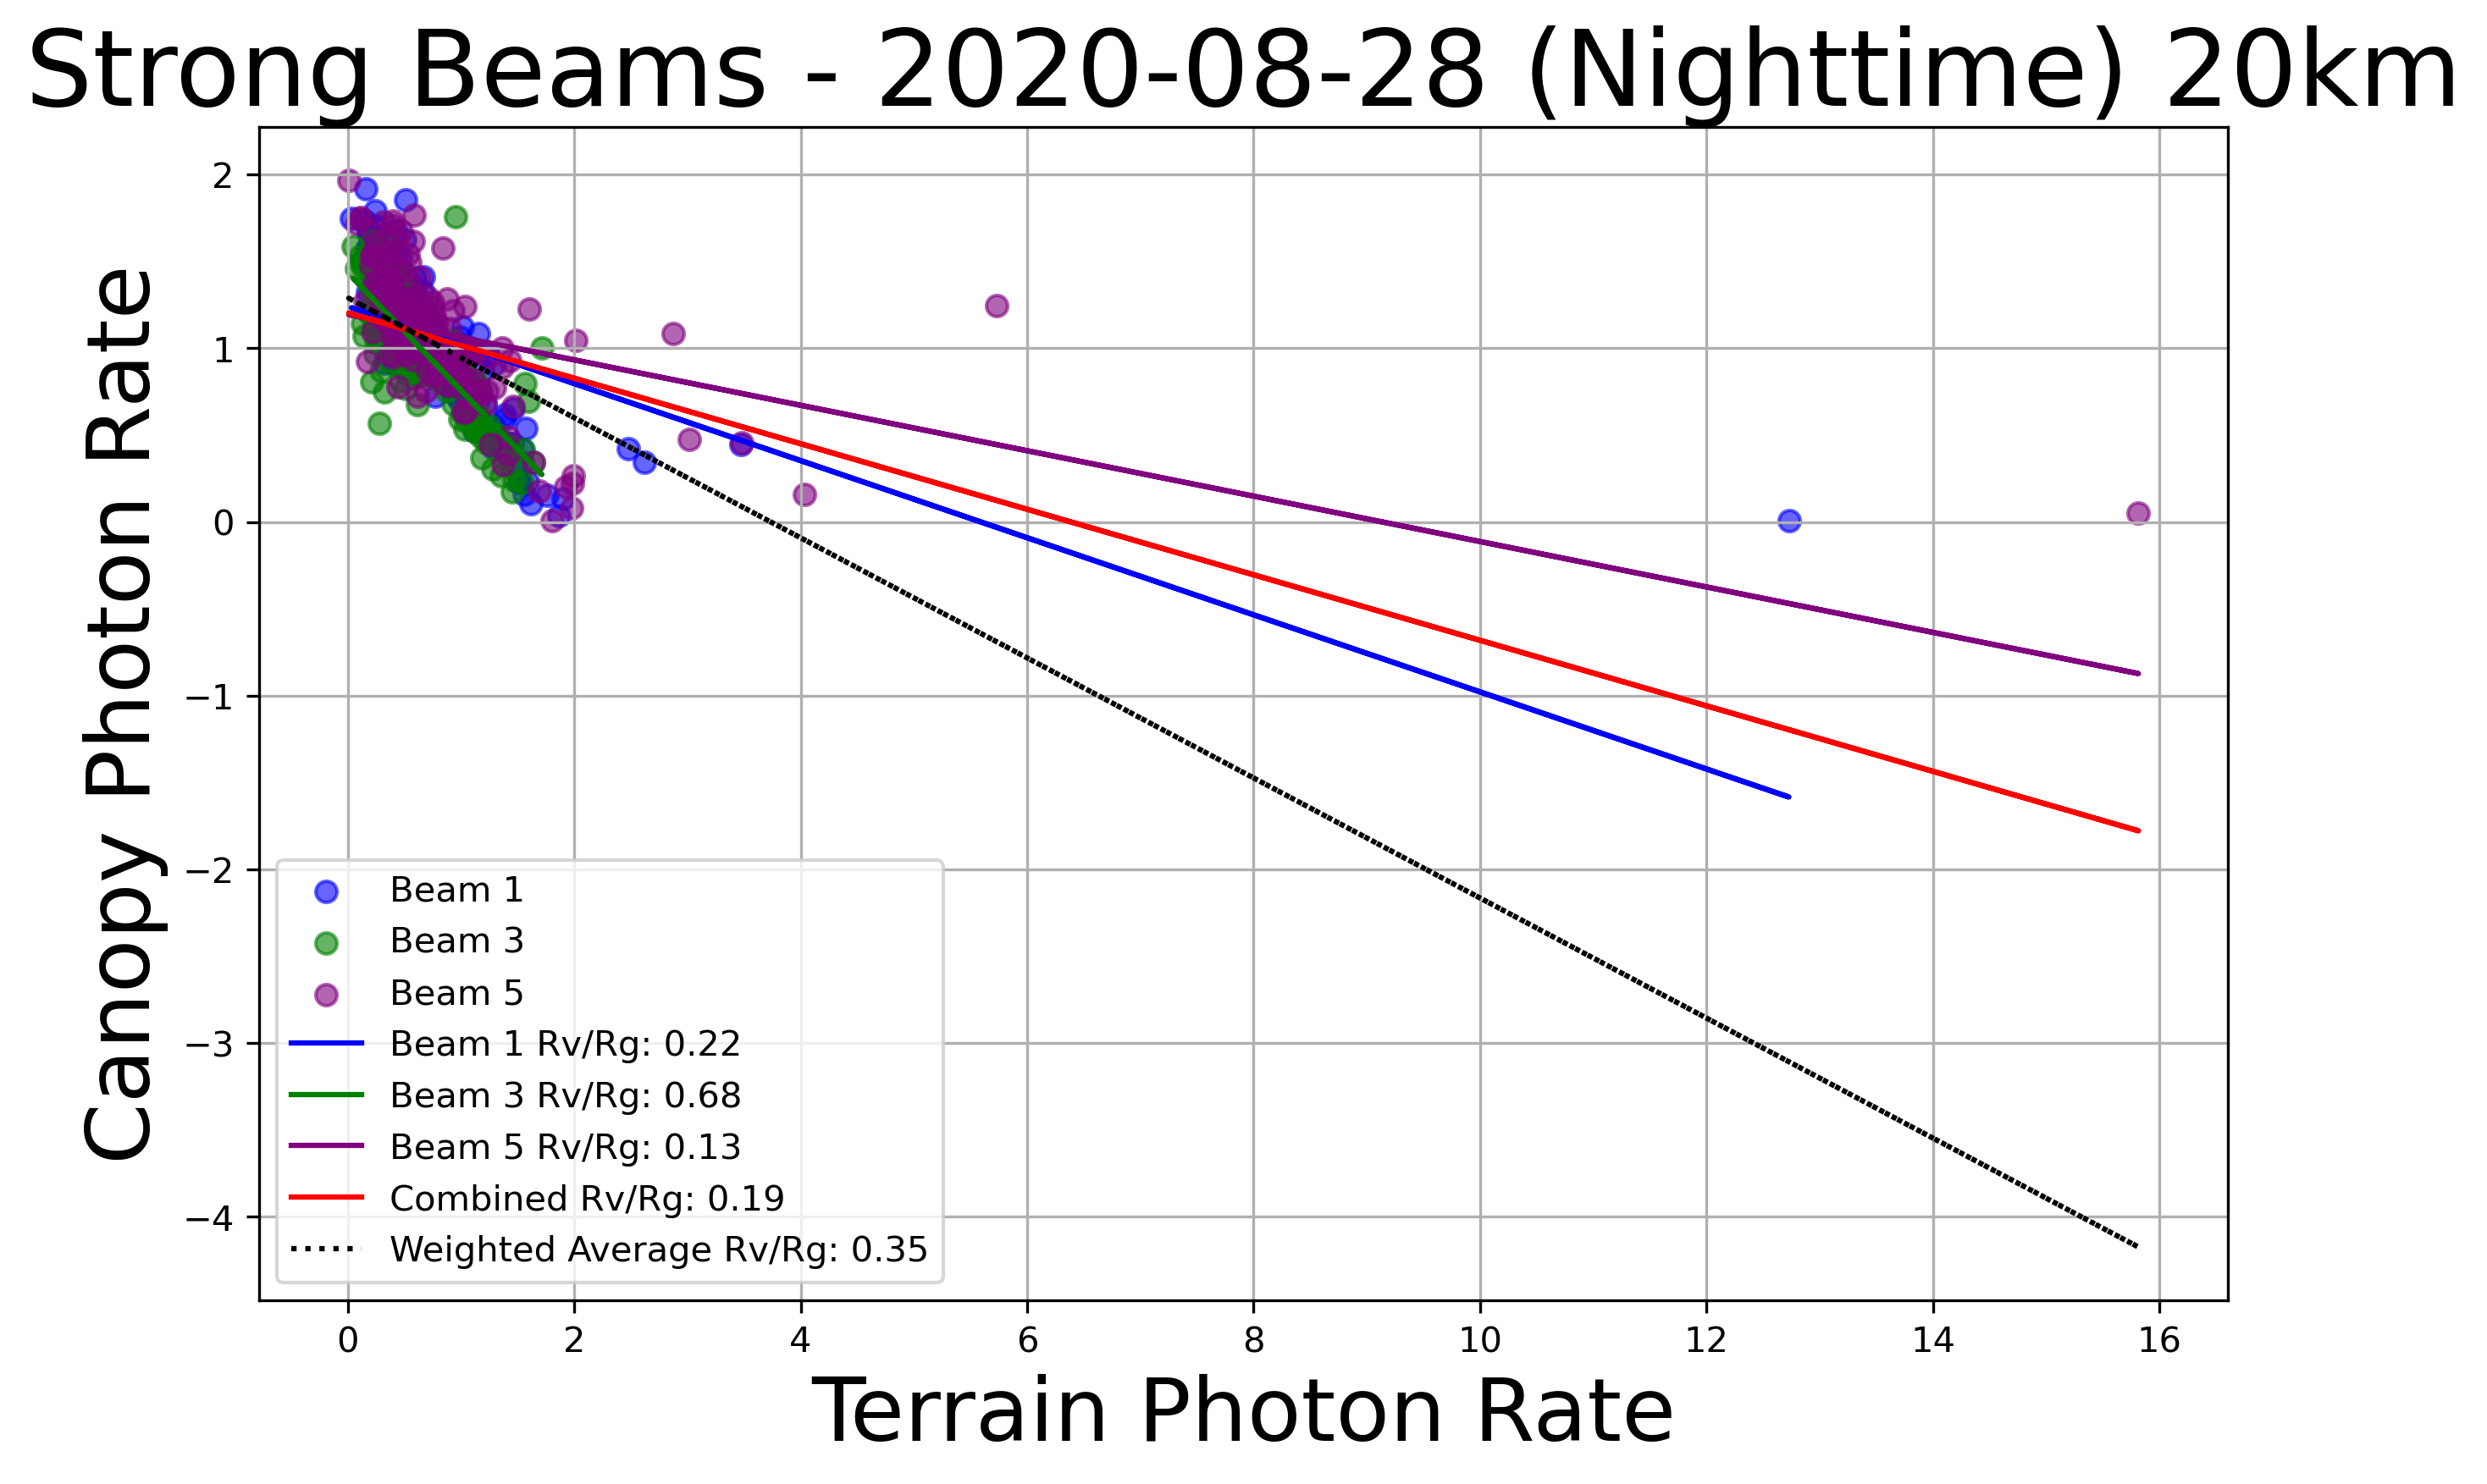 Strong Beams - 2020-08-28 (Nighttime) 20km
Canopy Photon Rate
2
1
0
−1
−2
−3
−4
Beam 1
Beam 3
Beam 5
Beam 1 Rv/Rg: 0.22
Beam 3 Rv/Rg: 0.68
Beam 5 Rv/Rg: 0.13
Combined Rv/Rg: 0.19
Weighted Average Rv/Rg: 0.35
0 2 4 6 8 10 12 14 16
Terrain Photon Rate